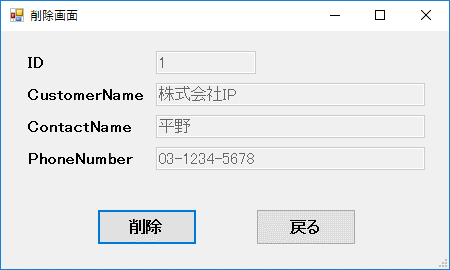 削除画面
ID 1
CustomerName 株式会社IP
ContactName 平野
PhoneNumber 03-1234-5678
削除 戻る